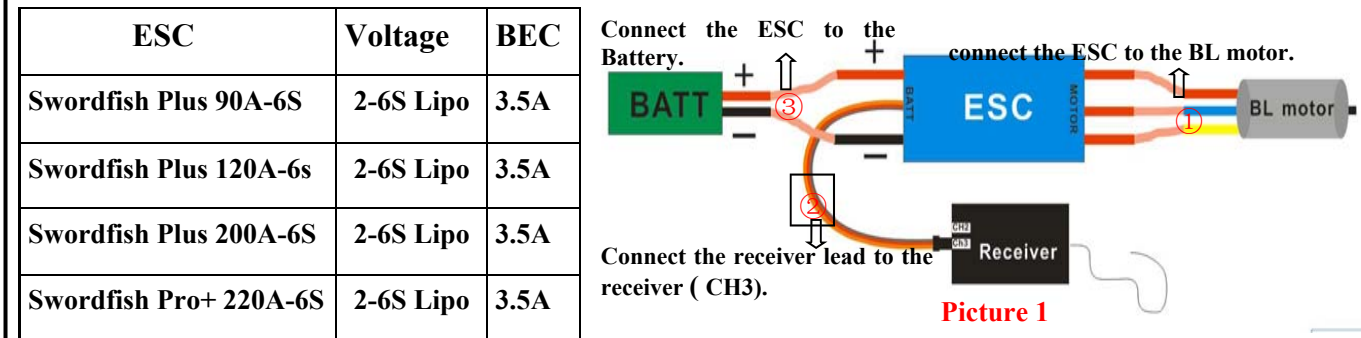 ESC Voltage BEC
Swordfish Plus 90A-6S 2-6S Lipo 3.5A
Swordfish Plus 120A-6s 2-6S Lipo 3.5A
Swordfish Plus 200A-6S 2-6S Lipo 3.5A
Swordfish Pro+ 220A-6S 2-6S Lipo 3.5A
Connect the ESC to the
Battery.
connect the ESC to the BL motor.
+
+
BATT
③
−
−
BATT
ESC
MOTOR
①
BL motor
②
CH2
Ch3
Receiver
Connect the receiver lead to the
receiver ( CH3).
Picture 1